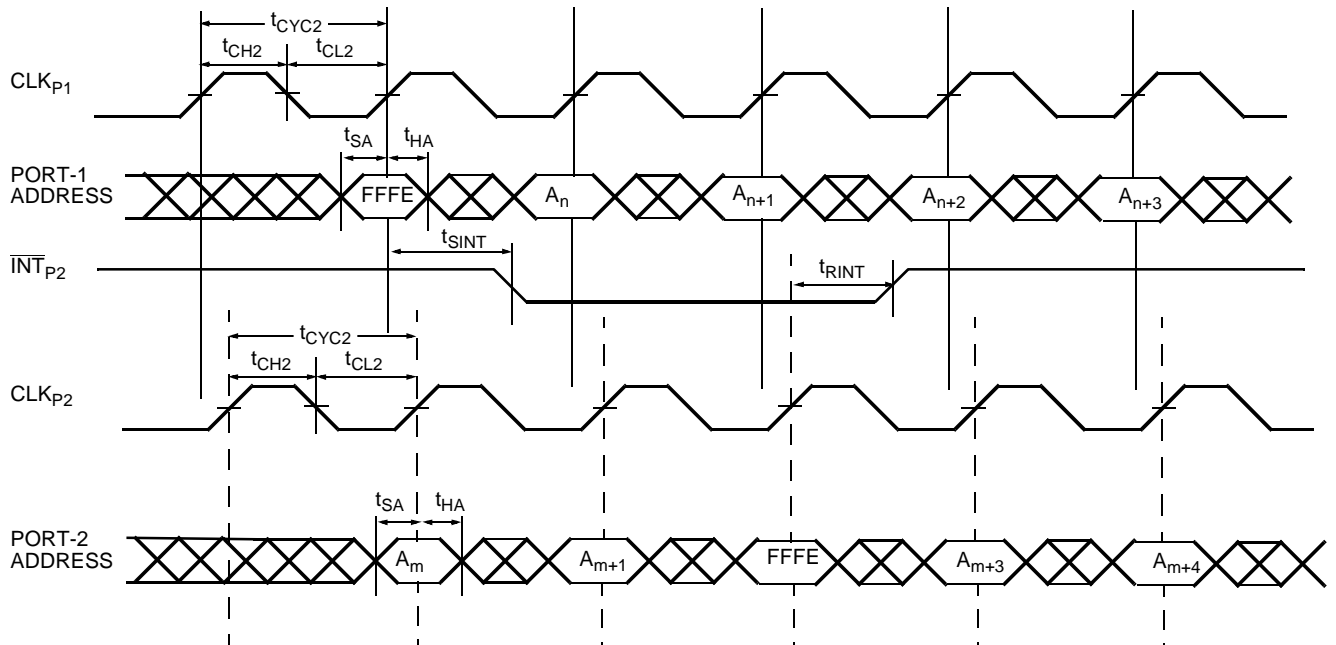 tCYC2
tCH2 tCL2
CLKP1
tSA tHA
PORT-1
ADDRESS
FFFE An An+1 An+2 An+3
tSINT
INTP2
tRINT
tCYC2
tCH2 tCL2
CLKP2
tSA tHA
PORT-2
ADDRESS
Am Am+1 FFFE Am+3 Am+4